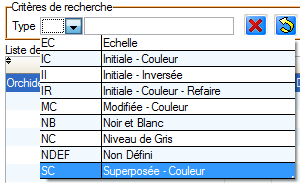 Critères de recherche
Type
Liste de
EC Echelle
IC Initiale - Couleur
II Initiale - Inversée
IR Initiale - Couleur - Refaire
MC Modifiée - Couleur
NB Noir et Blanc
NC Niveau de Gris
NDEF Non Défini
SC Superposée - Couleur
Orchidé